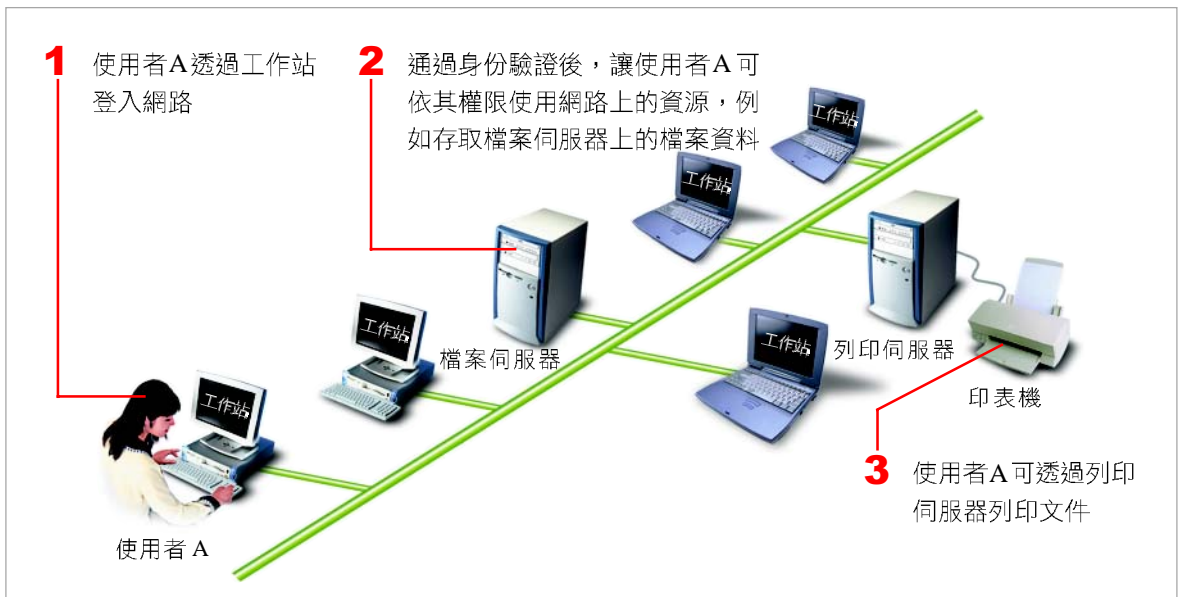 1
使用者A透過工作站
登入網路
2
通過身份驗證後，讓使用者A可
依其權限使用網路上的資源，例
如存取檔案伺服器上的檔案資料
工作站
工作站
工作站
檔案伺服器
工作站
列印伺服器
印表機
工作站
使用者A
3
使用者A可透過列印
伺服器列印文件